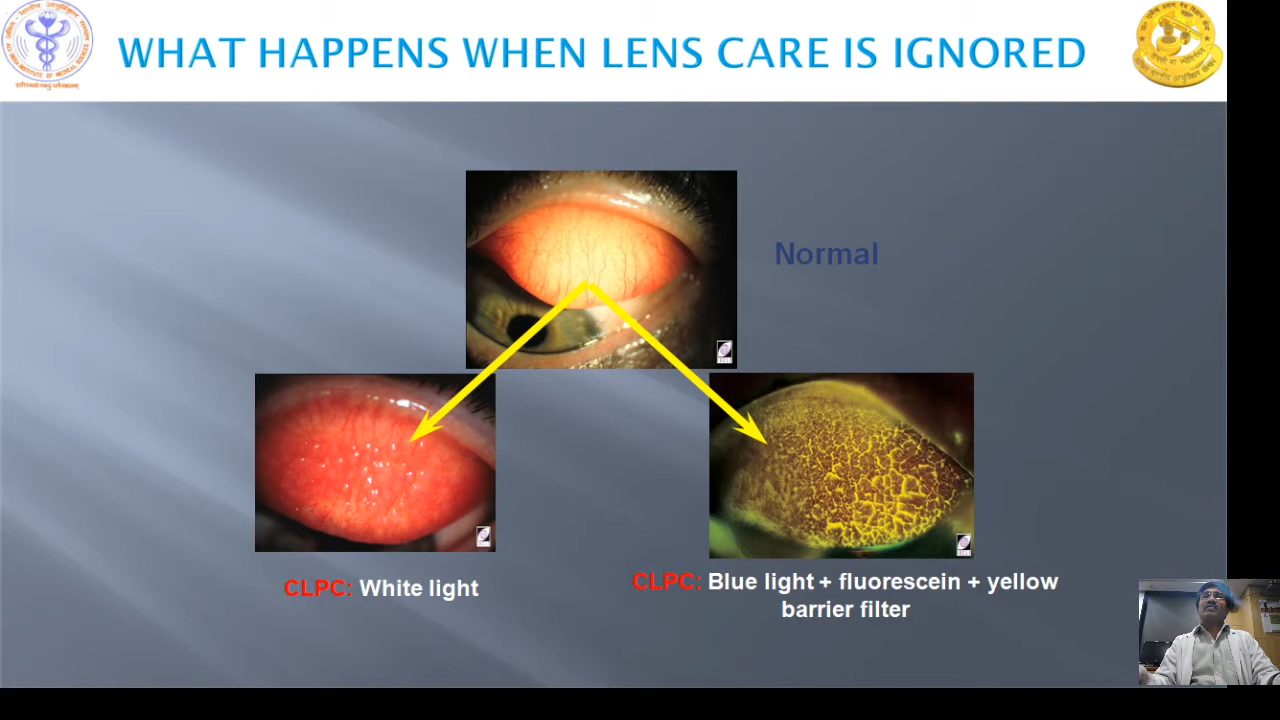 WHAT HAPPENS WHEN LENS CARE IS IGNORED
Normal
CLPC: White light
CLPC: Blue light + fluorescein + yellow
barrier filter